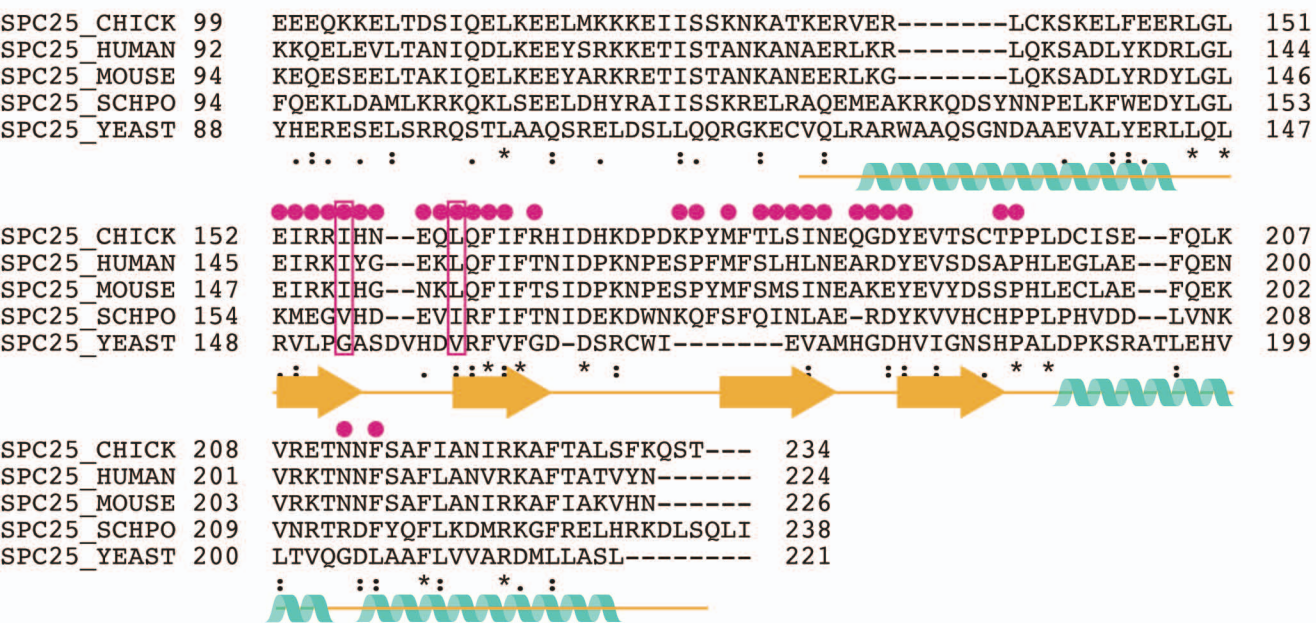 SPC25_CHICK 99 EEEQKKELTDSIQELKEELMKKKEIISSKNKATKERVER-------LCKSKELFEERLGL 151
SPC25_HUMAN 92 KKQELEVLTANIQDLKEEYSRKKETISTANKANAERLKR-------LQKSADLYKDRLGL 144
SPC25_MOUSE 94 KEQESEELTAKIQELKEEYARKRETISTANKANEERLKG-------LQKSADLYRDYLGL 146
SPC25_SCHPO 94 FQEKLDAMLKRKQKLSEELDHYRAIISSKRELRAQEMEAKRKQDSYNNPELKFWEDYLGL 153
SPC25_YEAST 88 YHERESELSRRQSTLAAQSRELDSLLQQRGKECVQLRARWAAQSGNDAAEVALYERLLQL 147
.:. . : . * : . :. : : . ::. * *
SPC25_CHICK 152 EIRRIHN--EQLQFIFRHIDHKDPDKPYMFTLSINEQGDYEVTSCTPPLDCISE--FQLK 207
SPC25_HUMAN 145 EIRKIYG--EKLQFIFTNIDPKNPESPFMFSLHLNEARDYEVSDSAPHLEGLAE--FQEN 200
SPC25_MOUSE 147 EIRKIHG--NKLQFIFTSIDPKNPESPYMFSMSINEAKEYEVYDSSPHLECLAE--FQEK 202
SPC25_SCHPO 154 KMEGVHD--EVIRFIFTNIDEKDWNKQFSFQINLAE-RDYKVVHCHPPLPHVDD--LVNK 208
SPC25_YEAST 148 RVLPGASDVHDVRFVFGD-DSRCWI-------EVAMHGDHVIGNSHPALDPKSRATLEHV 199
.: . ::*:* * : : :: : . * * :
SPC25_CHICK 208 VRETNNFSAFIANIRKAFTALSFKQST--- 234
SPC25_HUMAN 201 VRKTNNFSAFLANVRKAFTATVYN------ 224
SPC25_MOUSE 203 VRKTNNFSAFLANIRKAFIAKVHN------ 226
SPC25_SCHPO 209 VNRTRDFYQFLKDMRKGFRELHRKDLSQLI 238
SPC25_YEAST 200 LTVQGDLAAFLVVARDMLLASL-------- 221
: :: *: *. :